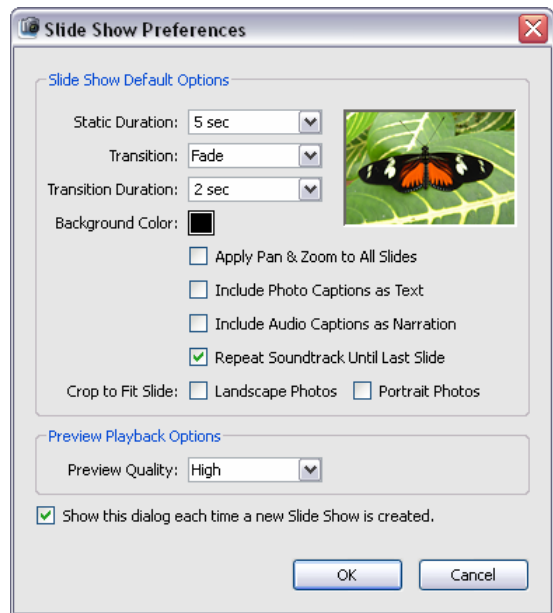 Slide Show Preferences
Slide Show Default Options
Static Duration: 5 sec
Transition: Fade
Transition Duration: 2 sec
Background Color:
Apply Pan & Zoom to All Slides
Include Photo Captions as Text
Include Audio Captions as Narration
Repeat Soundtrack Until Last Slide
Crop to Fit Slide: Landscape Photos Portrait Photos
Preview Playback Options
Preview Quality: High
Show this dialog each time a new Slide Show is created.
OK Cancel